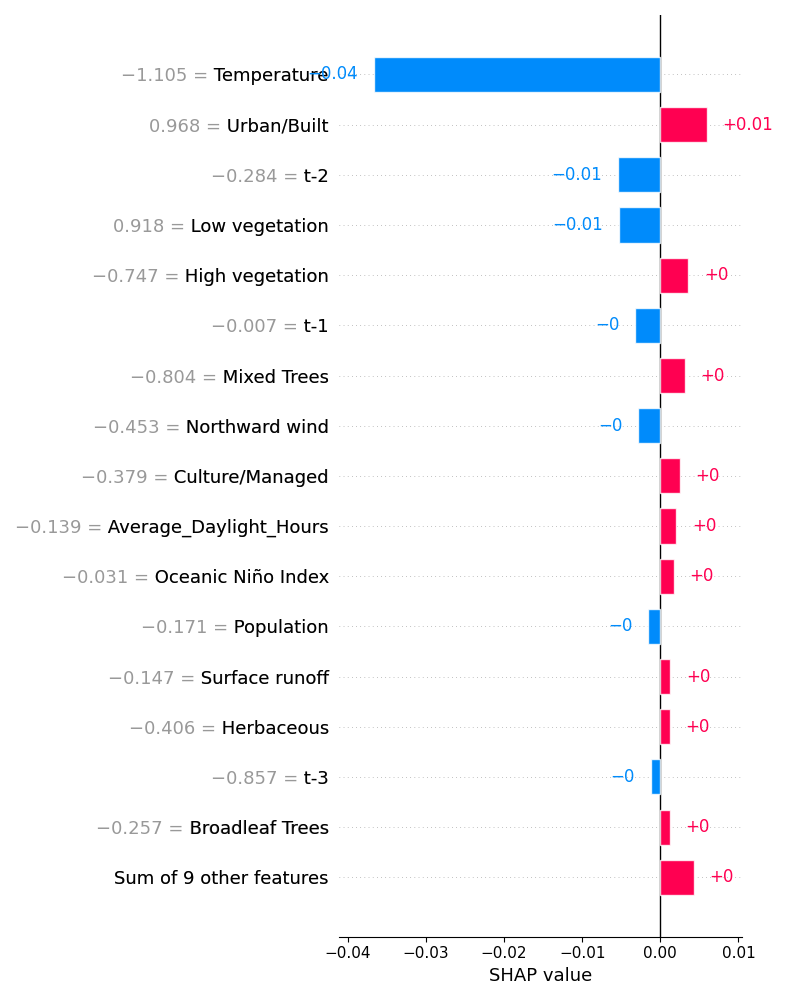 −1.105 = Temperature −0.04
0.968 = Urban/Built +0.01
−0.284 = t-2 −0.01
0.918 = Low vegetation −0.01
−0.747 = High vegetation +0
−0.007 = t-1 −0
−0.804 = Mixed Trees +0
−0.453 = Northward wind −0
−0.379 = Culture/Managed +0
−0.139 = Average_Daylight_Hours +0
−0.031 = Oceanic Niño Index +0
−0.171 = Population −0
−0.147 = Surface runoff +0
−0.406 = Herbaceous +0
−0.857 = t-3 −0
−0.257 = Broadleaf Trees +0
Sum of 9 other features +0
−0.04 −0.03 −0.02 −0.01 0.00 0.01
SHAP value